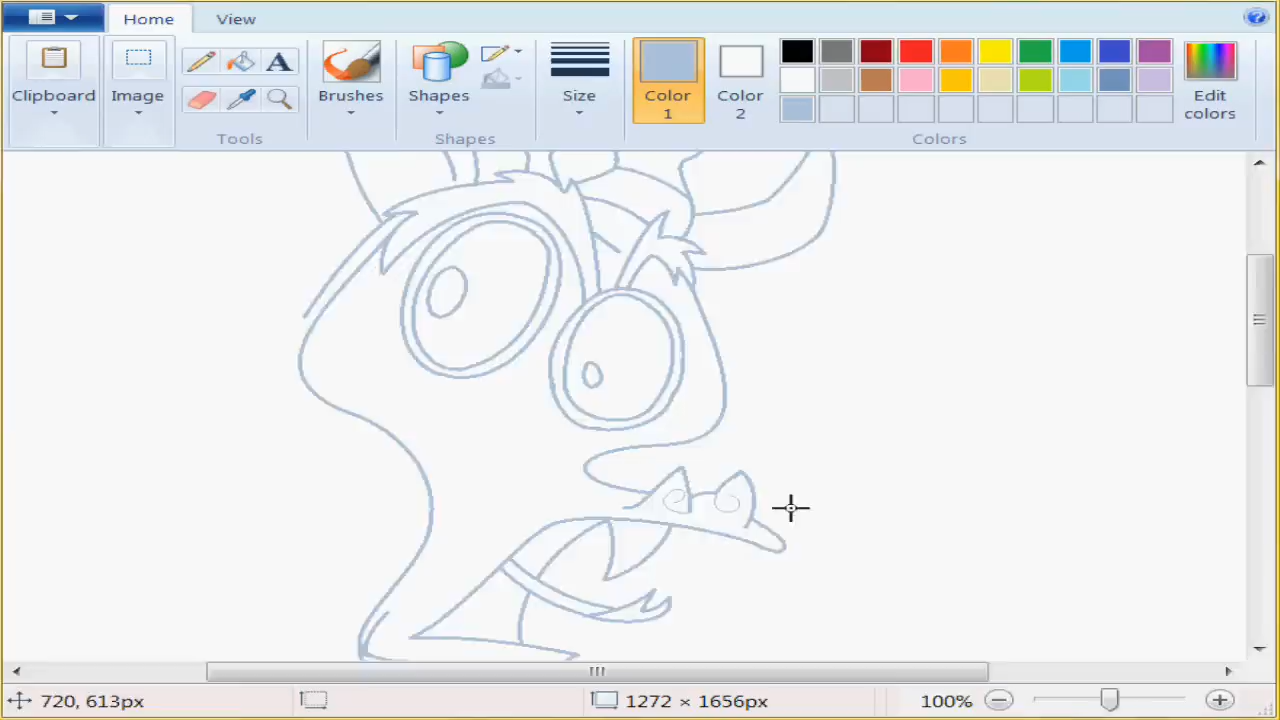 Home View
Clipboard
Image
Tools
Brushes
Shapes
Shapes
Size
Color
1
Color
2
Edit
colors
Colors
720, 613px
1272 × 1656px
100%